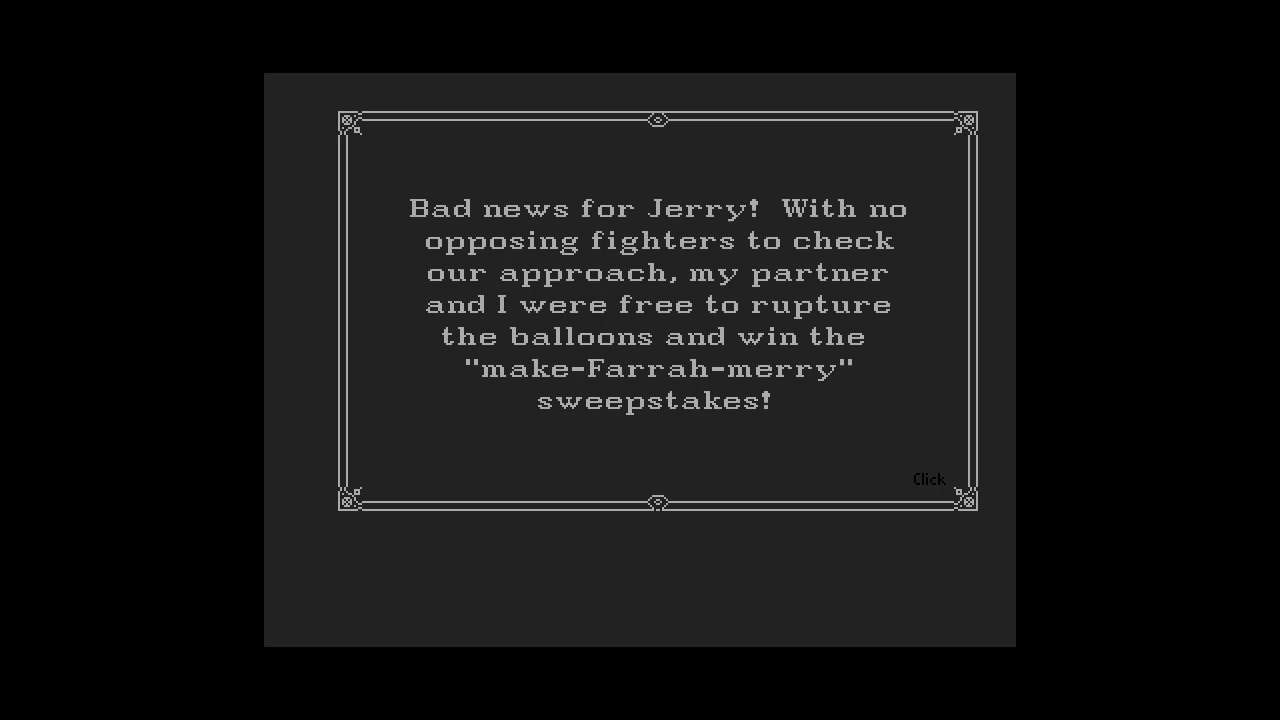 Bad news for Jerry!  With no
opposing fighters to check
our approach, my partner
and I were free to rupture
the balloons and win the
"make-Farrah-merry"
sweepstakes!
Click